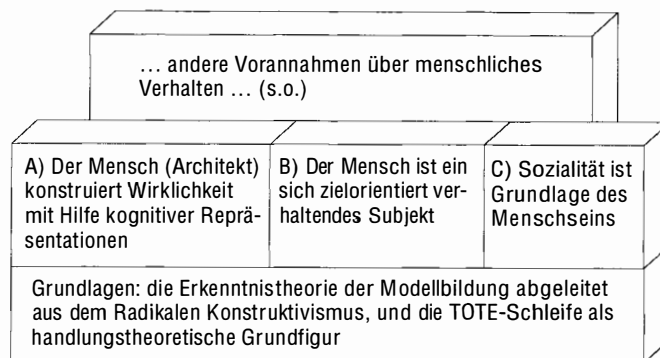 ... andere Vorannahmen über menschliches
Verhalten ... (s.o.)
A) Der Mensch (Architekt)
konstruiert Wirklichkeit
mit Hilfe kognitiver Reprä-
sentationen
B) Der Mensch ist ein
sich zielorientiert ver-
haltendes Subjekt
C) Sozialität ist
Grundlage des
Menschseins
Grundlagen: die Erkenntnistheorie der Modellbildung abgeleitet
aus dem Radikalen Konstruktivismus, und die TOTE-Schleife als
handlungstheoretische Grundfigur